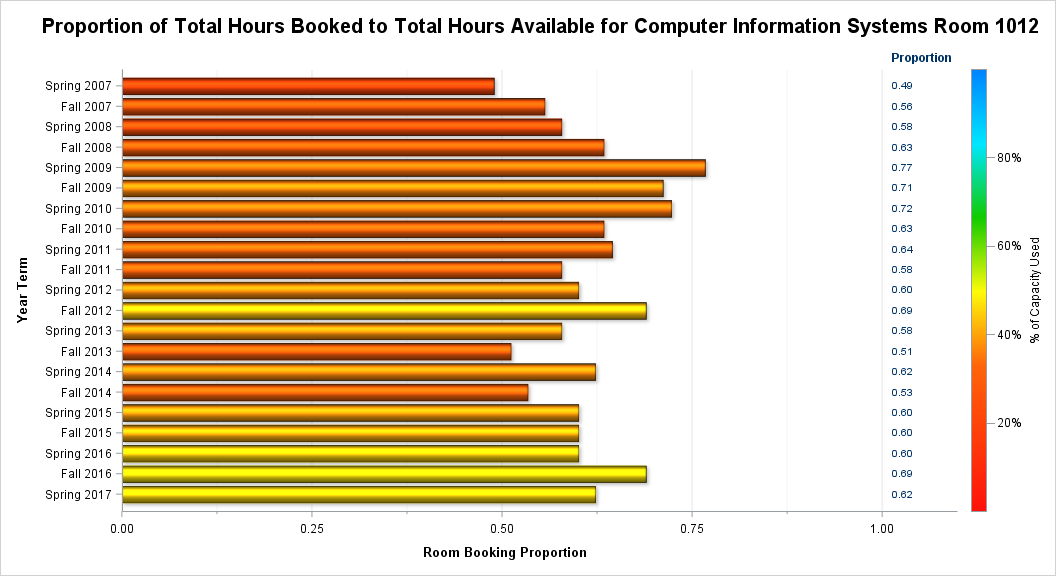 Proportion of Total Hours Booked to Total Hours Available for Computer Information Systems Room 1012
Proportion
Spring 2007 0.49
Fall 2007 0.56
Spring 2008 0.58
Fall 2008 0.63
Spring 2009 0.77
Fall 2009 0.71
Spring 2010 0.72
Fall 2010 0.63
Spring 2011 0.64
Fall 2011 0.58
Spring 2012 0.60
Fall 2012 0.69
Spring 2013 0.58
Fall 2013 0.51
Spring 2014 0.62
Fall 2014 0.53
Spring 2015 0.60
Fall 2015 0.60
Spring 2016 0.60
Fall 2016 0.69
Spring 2017 0.62
Year Term
80%
60%
40%
20%
% of Capacity Used
0.00 0.25 0.50 0.75 1.00
Room Booking Proportion